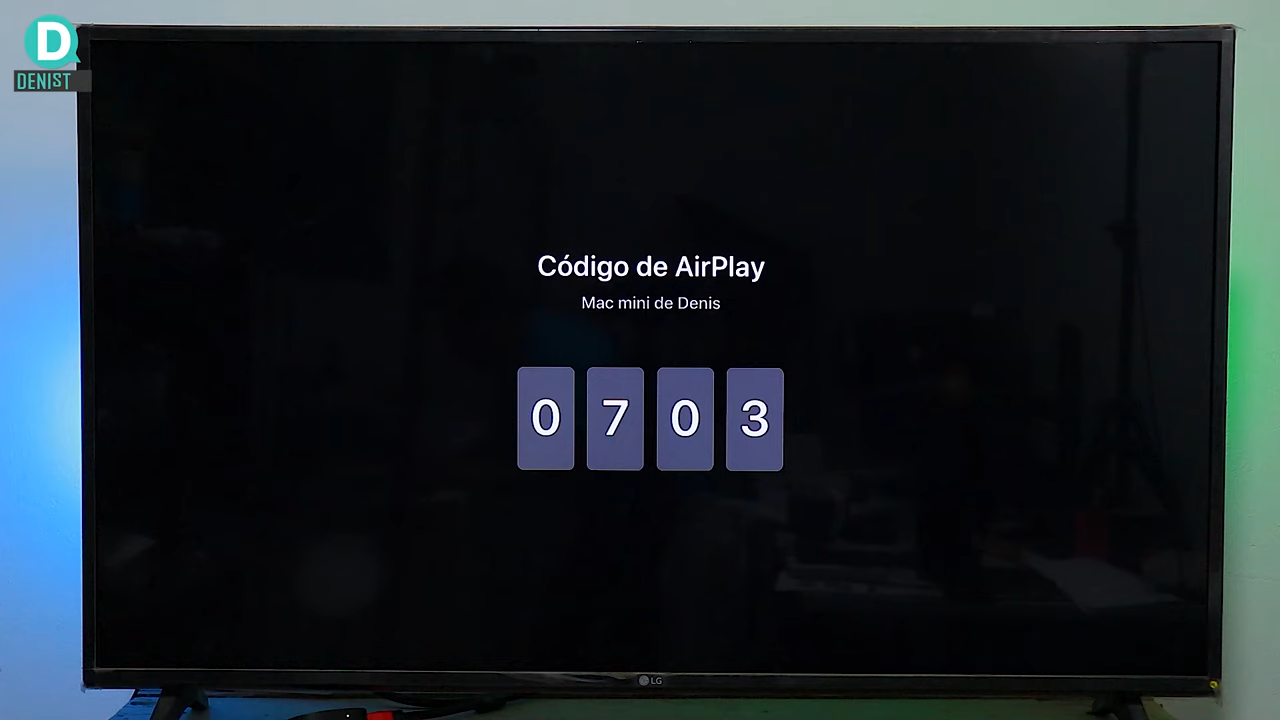 D
DENIST
Código de AirPlay
Mac mini de Denis
0 7 0 3
LG